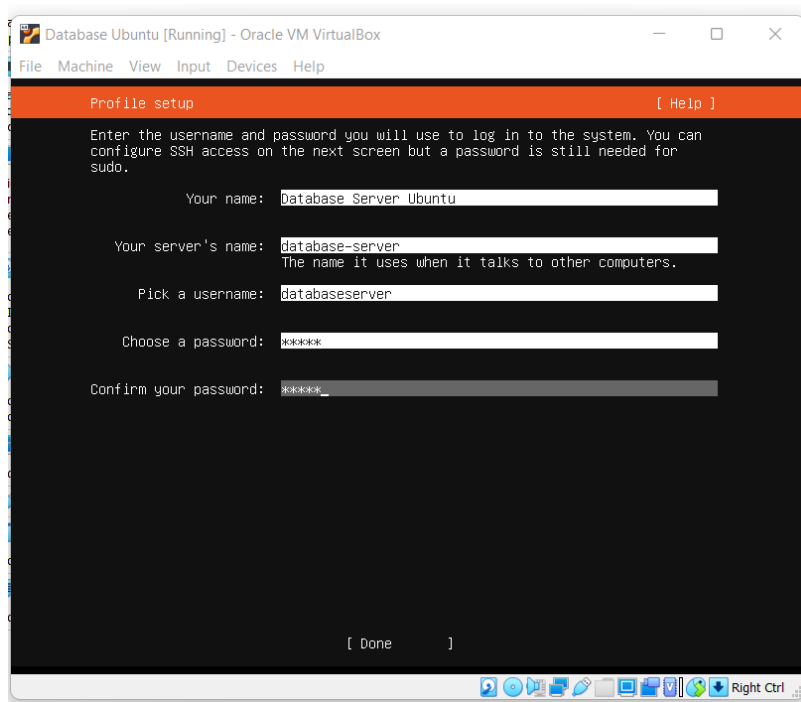 Database Ubuntu [Running] - Oracle VM VirtualBox
File Machine View Input Devices Help
Profile setup [ Help ]
Enter the username and password you will use to log in to the system. You can
configure SSH access on the next screen but a password is still needed for
sudo.
Your name: Database Server Ubuntu
Your server's name: database-server
The name it uses when it talks to other computers.
Pick a username: databaseserver
Choose a password: *****
Confirm your password: *****_
[ Done ]
Right Ctrl